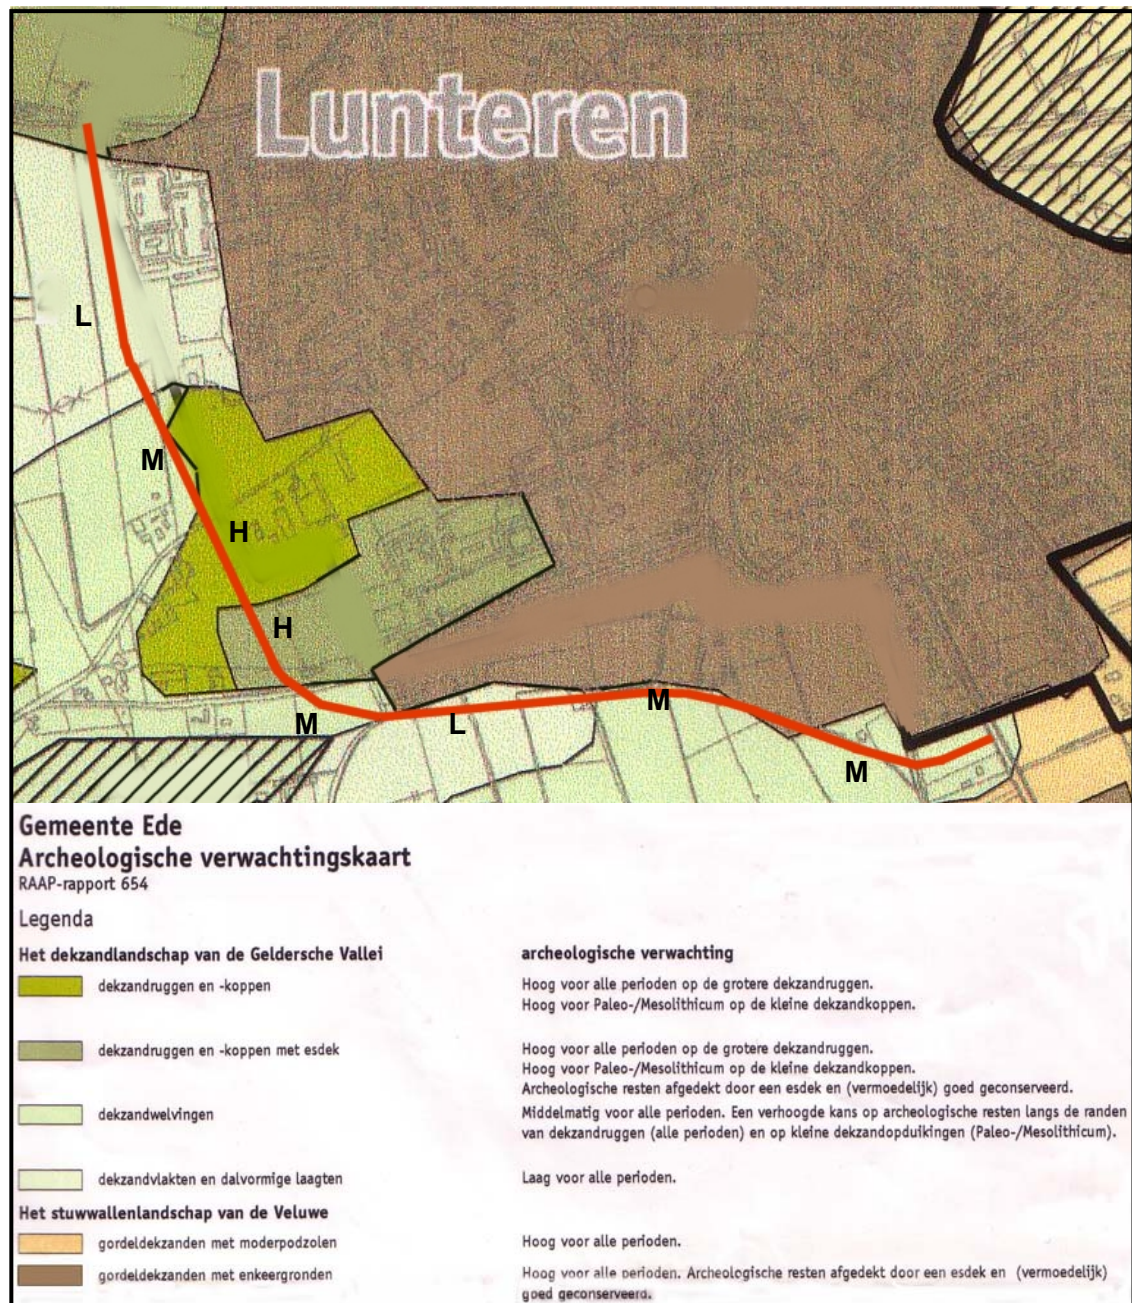 Lunteren
L
M
H
H
M
L
M
M
Gemeente Ede
Archeologische verwachtingskaart
RAAP-rapport 654
Legenda
Het dekzandlandschap van de Geldersche Vallei
archeologische verwachting
dekzandruggen en -koppen
Hoog voor alle perioden op de grotere dekzandruggen.
Hoog voor Paleo-/Mesolithicum op de kleine dekzandkoppen.
dekzandruggen en -koppen met esdek
Hoog voor alle perioden op de grotere dekzandruggen.
Hoog voor Paleo-/Mesolithicum op de kleine dekzandkoppen.
Archeologische resten afgedekt door een esdek en (vermoedelijk) goed geconserveerd.
dekzandwelvingen
Middelmatig voor alle perioden. Een verhoogde kans op archeologische resten langs de randen
van dekzandruggen (alle perioden) en op kleine dekzandopduikingen (Paleo-/Mesolithicum).
dekzandvlakten en dalvormige laagten
Laag voor alle perioden.
Het stuwwallenlandschap van de Veluwe
gordeldekzanden met moderpodzolen
Hoog voor alle perioden.
gordeldekzanden met enkeergronden
Hoog voor alle perioden. Archeologische resten afgedekt door een esdek en (vermoedelijk)
goed geconserveerd.